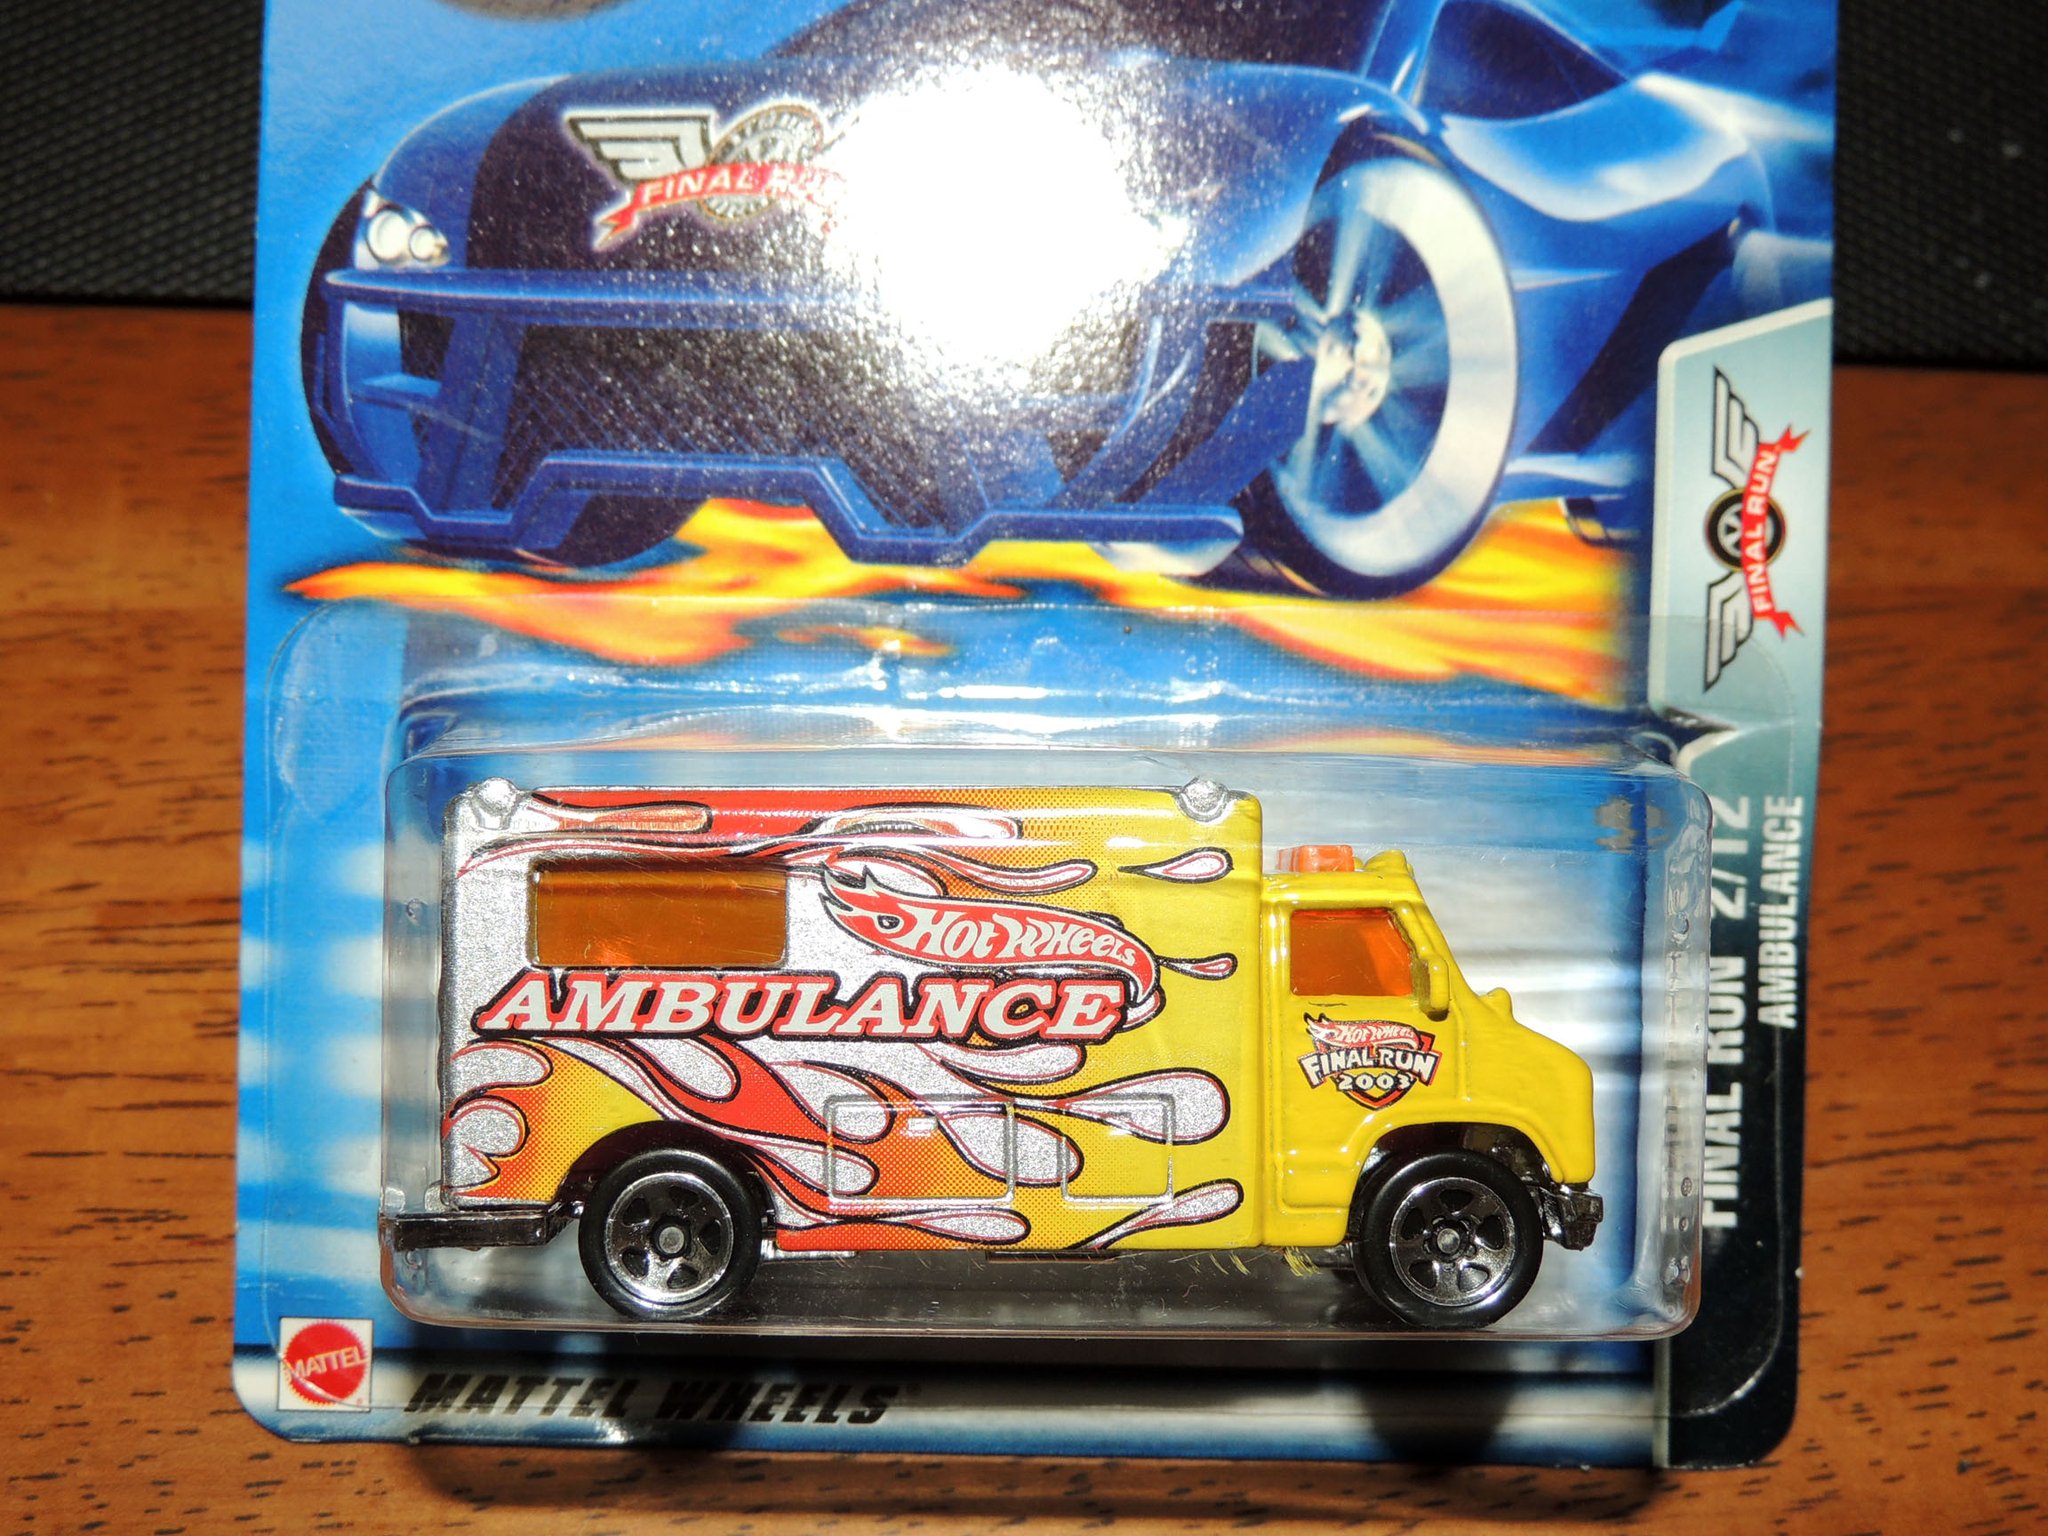 FINAL RUN
FINAL RUN
HOT WHEELS
AMBULANCE
HOT WHEELS
FINAL RUN
2003
FINAL RUN 2/12
AMBULANCE
MATTEL
MATTEL WHEELS